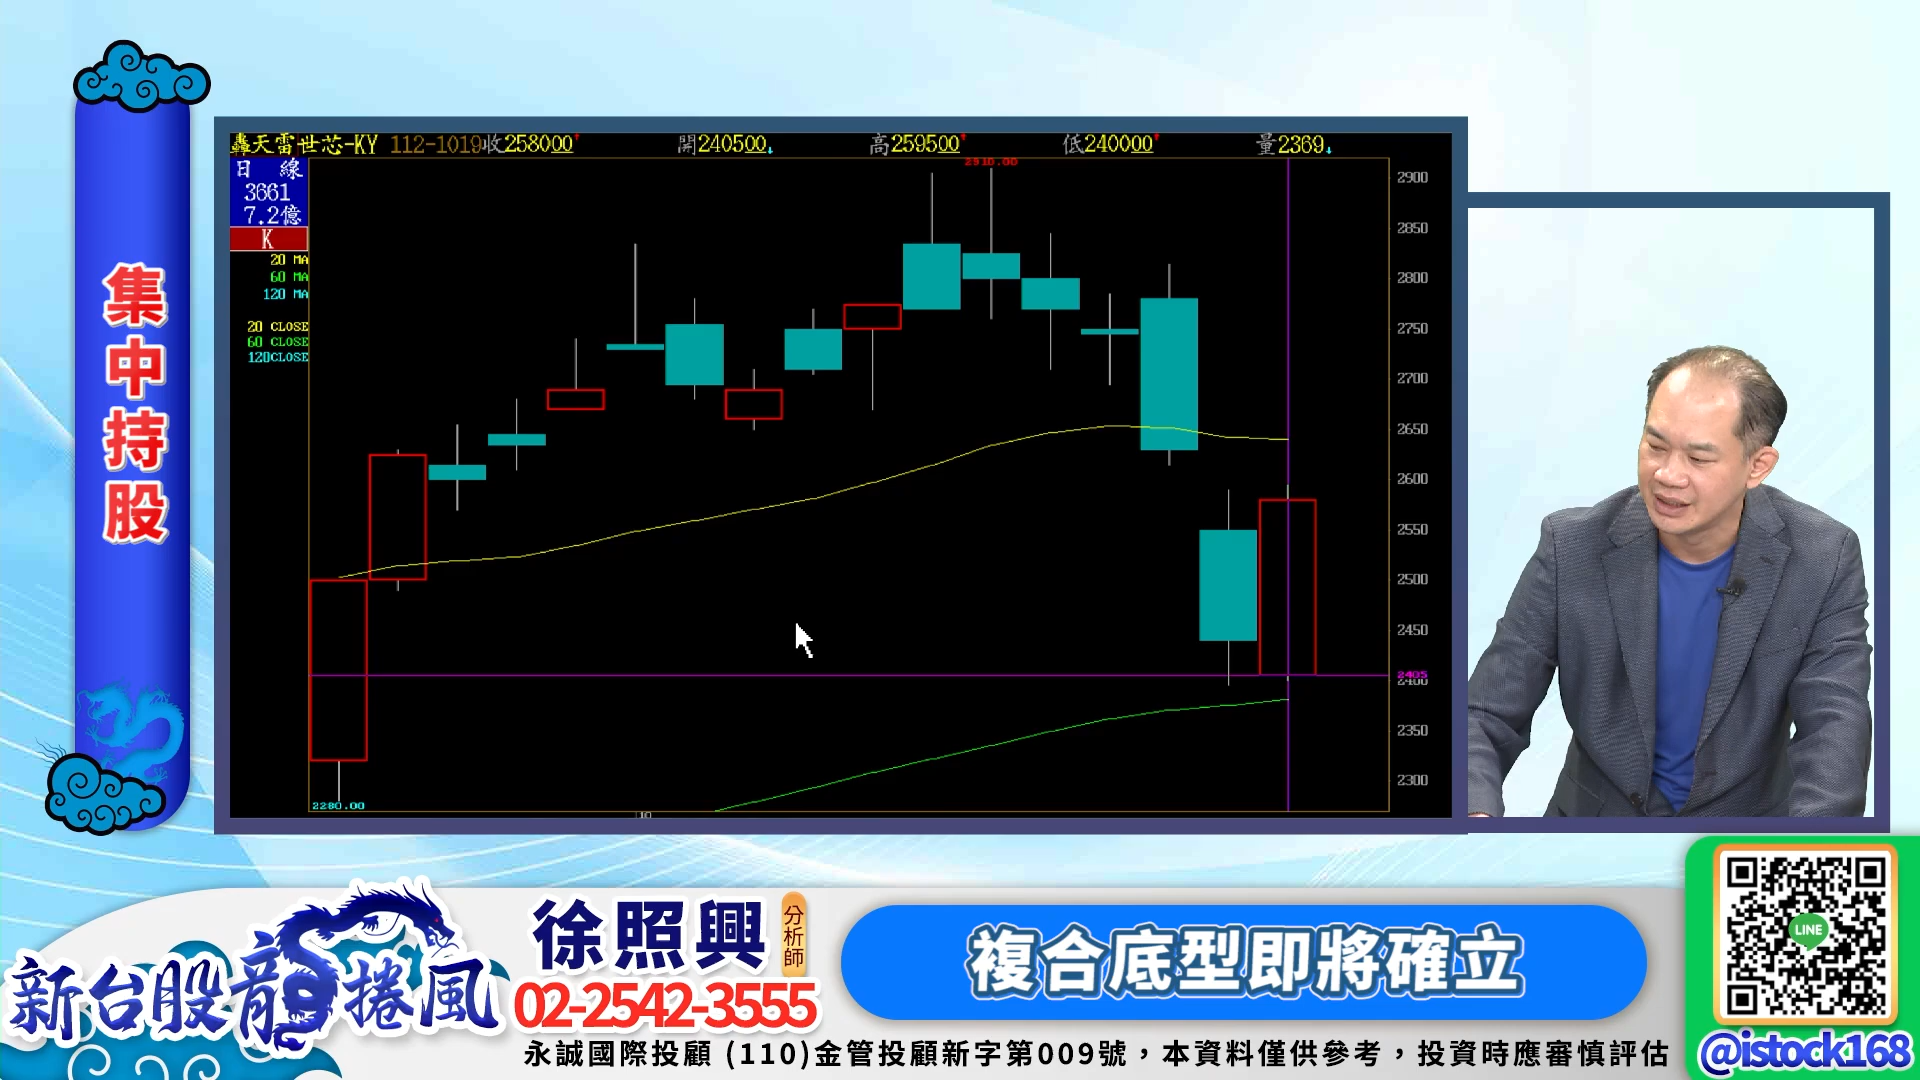 轟天雷世芯-KY 112-1019收258000↑ 開240500↓ 高259500↑ 低240000↑ 量2369↓
日 線
3661
7.2億
K
20 MA
60 MA
120 MA
20 CLOSE
60 CLOSE
120CLOSE
2910.00
2900
2850
2800
2750
2700
2650
2600
2550
2500
2450
2405
2400
2350
2300
2280.00
10
集中持股
新台股龍捲風
徐照興
分析師
02-2542-3555
複合底型即將確立
永誠國際投顧 (110)金管投顧新字第009號，本資料僅供參考，投資時應審慎評估
LINE
@istock168